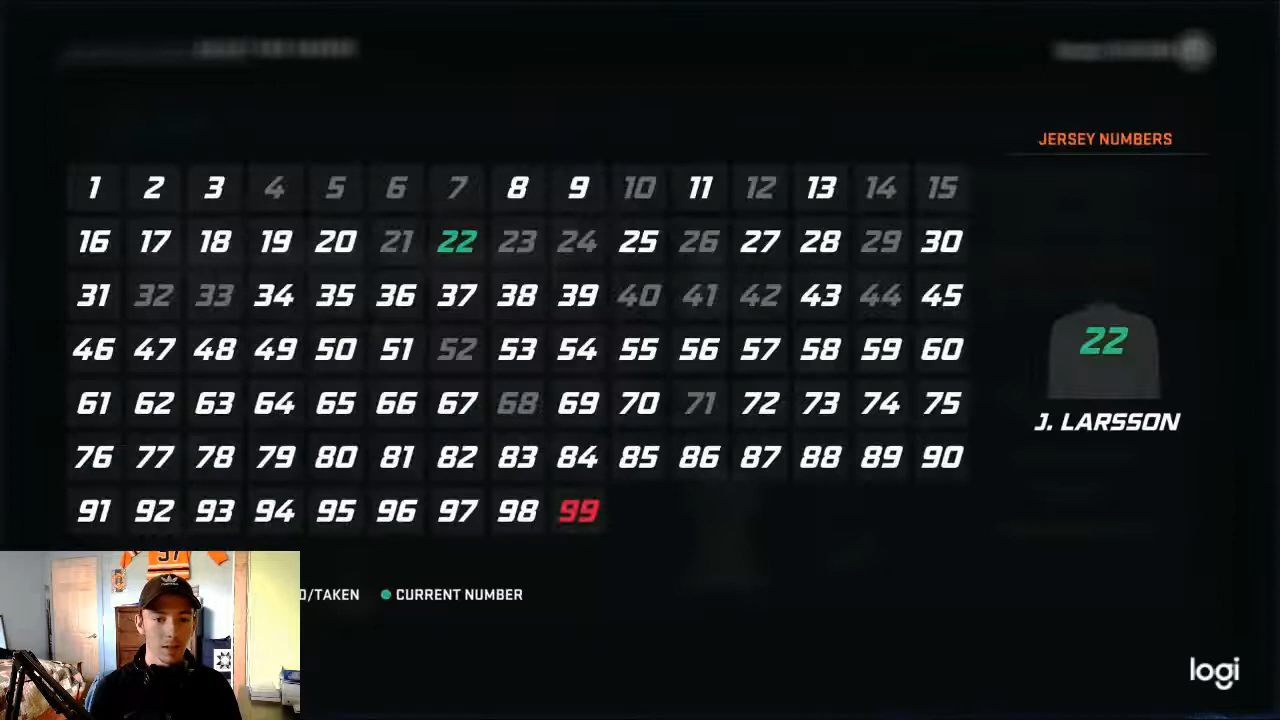 JERSEY NUMBERS
1 2 3 4 5 6 7 8 9 10 11 12 13 14 15
16 17 18 19 20 21 22 23 24 25 26 27 28 29 30
31 32 33 34 35 36 37 38 39 40 41 42 43 44 45
46 47 48 49 50 51 52 53 54 55 56 57 58 59 60
61 62 63 64 65 66 67 68 69 70 71 72 73 74 75
76 77 78 79 80 81 82 83 84 85 86 87 88 89 90
91 92 93 94 95 96 97 98 99
22
J. LARSSON
/TAKEN CURRENT NUMBER
97
logi